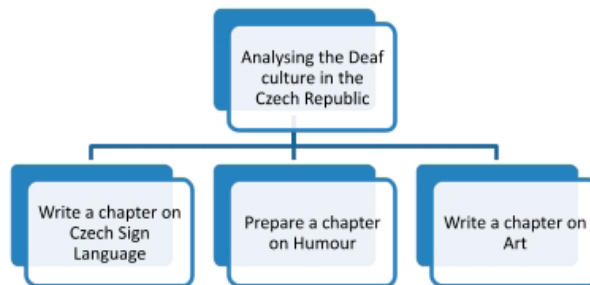 Analysing the Deaf
culture in the
Czech Republic
Write a chapter on
Czech Sign
Language
Prepare a chapter
on Humour
Write a chapter on
Art